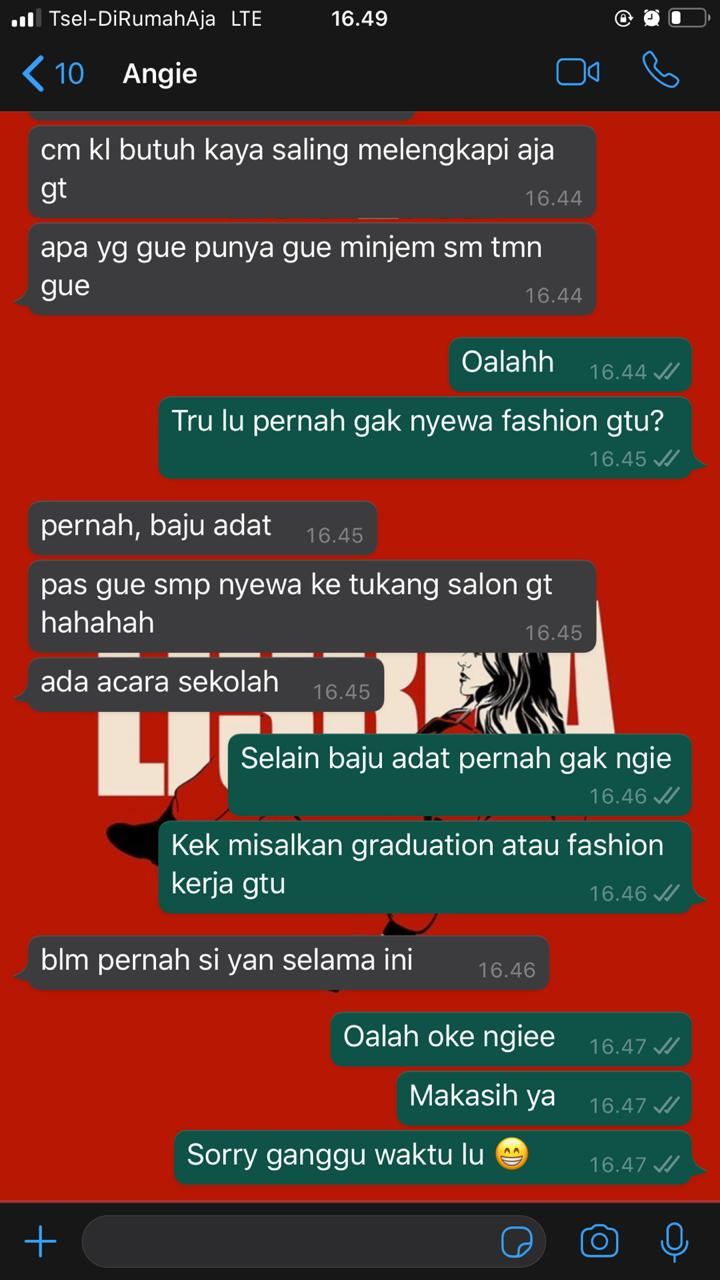 Tsel-DiRumahAja LTE 16.49
10 Angie
cm kl butuh kaya saling melengkapi aja
gt 16.44
apa yg gue punya gue minjem sm tmn
gue 16.44
Oalahh 16.44
Tru lu pernah gak nyewa fashion gtu?
16.45
pernah, baju adat 16.45
pas gue smp nyewa ke tukang salon gt
hahahah 16.45
ada acara sekolah 16.45
Selain baju adat pernah gak ngie
16.46
Kek misalkan graduation atau fashion
kerja gtu 16.46
blm pernah si yan selama ini 16.46
Oalah oke ngiee 16.47
Makasih ya 16.47
Sorry ganggu waktu lu 😁 16.47